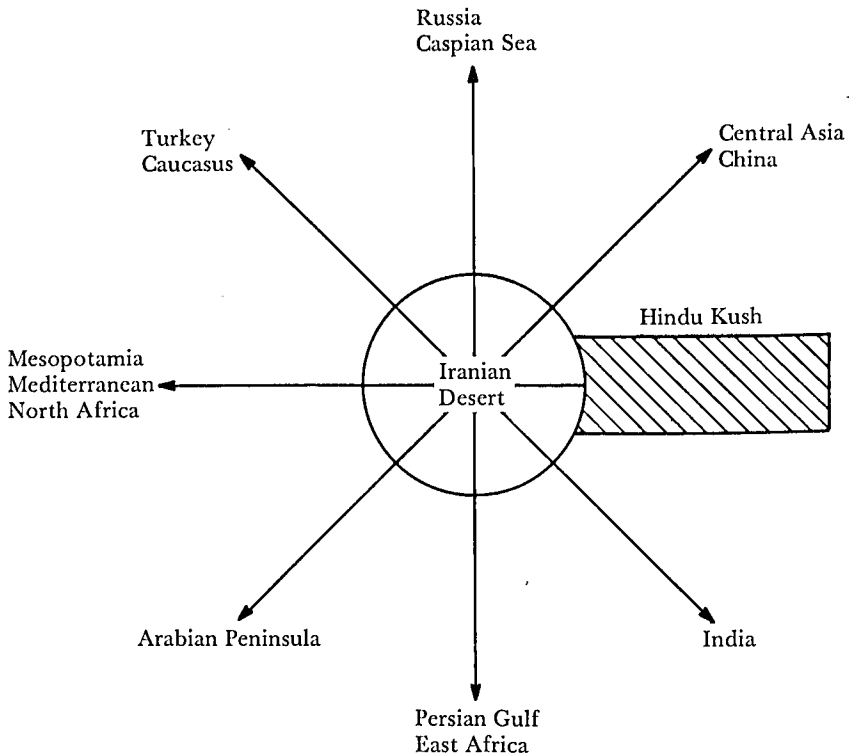 Russia
Caspian Sea
Turkey
Caucasus
Central Asia
China
Hindu Kush
Mesopotamia
Mediterranean
North Africa
Iranian
Desert
Arabian Peninsula
India
Persian Gulf
East Africa